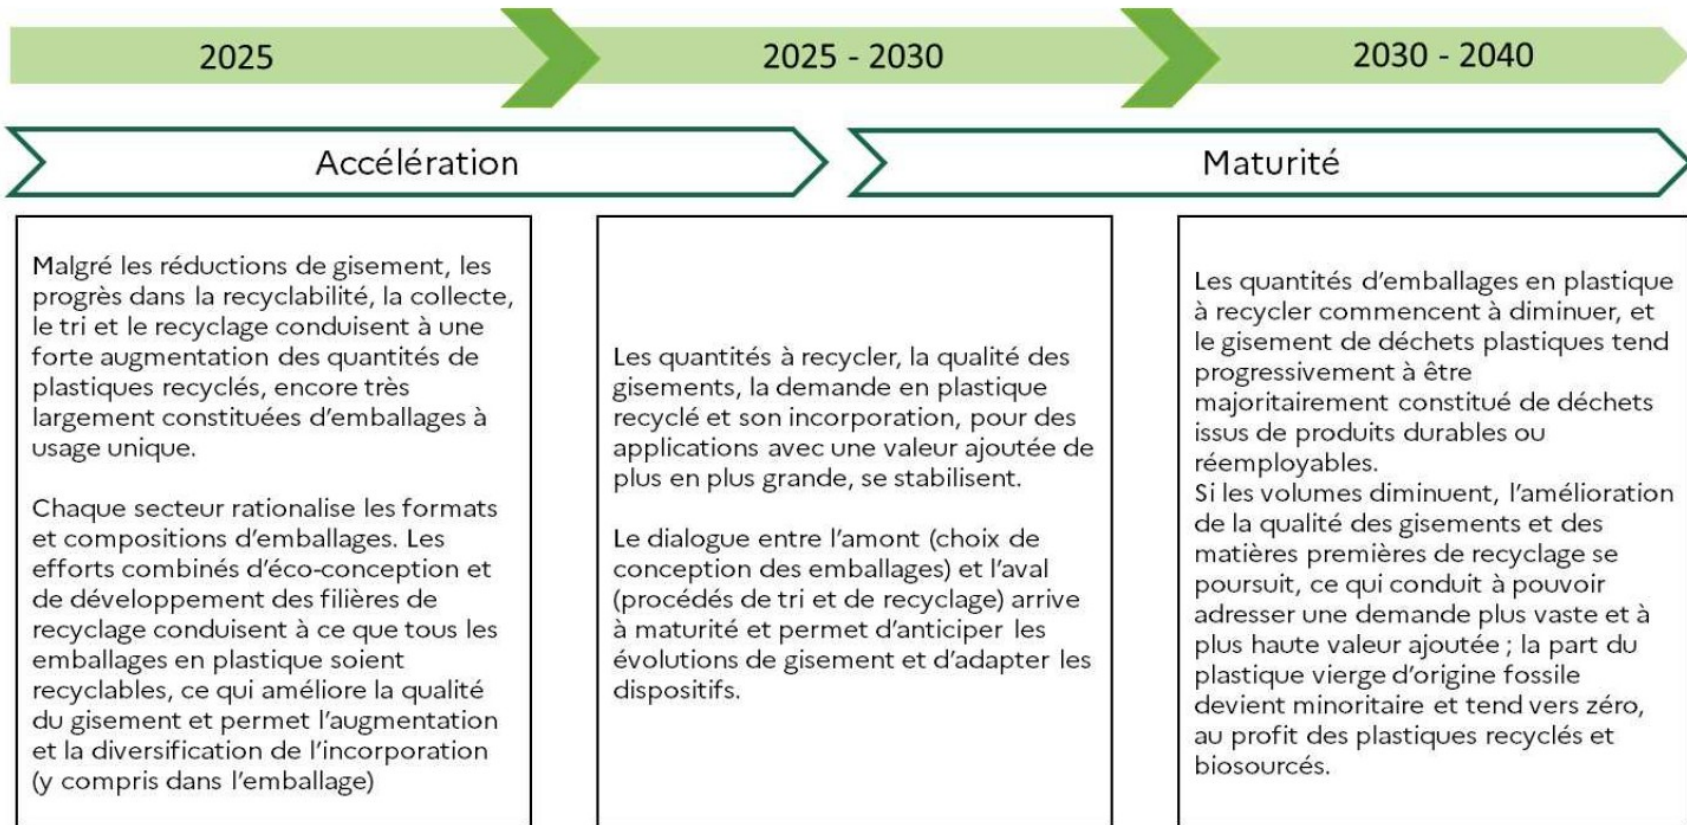 2025
2025 - 2030
2030 - 2040
Accélération
Maturité
Malgré les réductions de gisement, les
progrès dans la recyclabilité, la collecte,
le tri et le recyclage conduisent à une
forte augmentation des quantités de
plastiques recyclés, encore très
largement constituées d’emballages à
usage unique.
Chaque secteur rationalise les formats
et compositions d’emballages. Les
efforts combinés d’éco-conception et
de développement des filières de
recyclage conduisent à ce que tous les
emballages en plastique soient
recyclables, ce qui améliore la qualité
du gisement et permet l’augmentation
et la diversification de l’incorporation
(y compris dans l’emballage)
Les quantités à recycler, la qualité des
gisements, la demande en plastique
recyclé et son incorporation, pour des
applications avec une valeur ajoutée de
plus en plus grande, se stabilisent.
Le dialogue entre l’amont (choix de
conception des emballages) et l’aval
(procédés de tri et de recyclage) arrive
à maturité et permet d’anticiper les
évolutions de gisement et d’adapter les
dispositifs.
Les quantités d’emballages en plastique
à recycler commencent à diminuer, et
le gisement de déchets plastiques tend
progressivement à être
majoritairement constitué de déchets
issus de produits durables ou
réemployables.
Si les volumes diminuent, l’amélioration
de la qualité des gisements et des
matières premières de recyclage se
poursuit, ce qui conduit à pouvoir
adresser une demande plus vaste et à
plus haute valeur ajoutée ; la part du
plastique vierge d’origine fossile
devient minoritaire et tend vers zéro,
au profit des plastiques recyclés et
biosourcés.